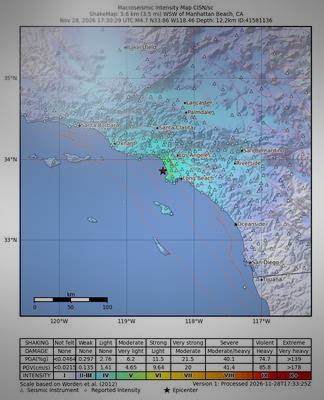 Macroseismic Intensity Map CISN/sc
ShakeMap: 5.6 km (3.5 mi) WSW of Manhattan Beach, CA
Nov 28, 2026 17:30:29 UTC M4.7 N33.86 W118.46 Depth: 12.2km ID:41581136
Bakersfield
35°N
Lancaster
Palmdale
Santa Barbara
Santa Clarita
Oxnard
Los Angeles
San Bernardino
34°N
Riverside
Long Beach
Oceanside
33°N
San Diego
Tijuana
km
0 50 100
120°W 119°W 118°W 117°W
SHAKING Not felt Weak Light Moderate Strong Very strong Severe Violent Extreme
DAMAGE None None None Very light Light Moderate Moderate/heavy Heavy Very heavy
PGA(%g) <0.0464 0.297 2.76 6.2 11.5 21.5 40.1 74.7 >139
PGV(cm/s) <0.0215 0.135 1.41 4.65 9.64 20 41.4 85.8 >178
INTENSITY I II-III IV V VI VII VIII IX
Scale based on Worden et al. (2012) Version 1: Processed 2026-11-28T17:33:25Z
△ Seismic Instrument ○ Reported Intensity ★ Epicenter